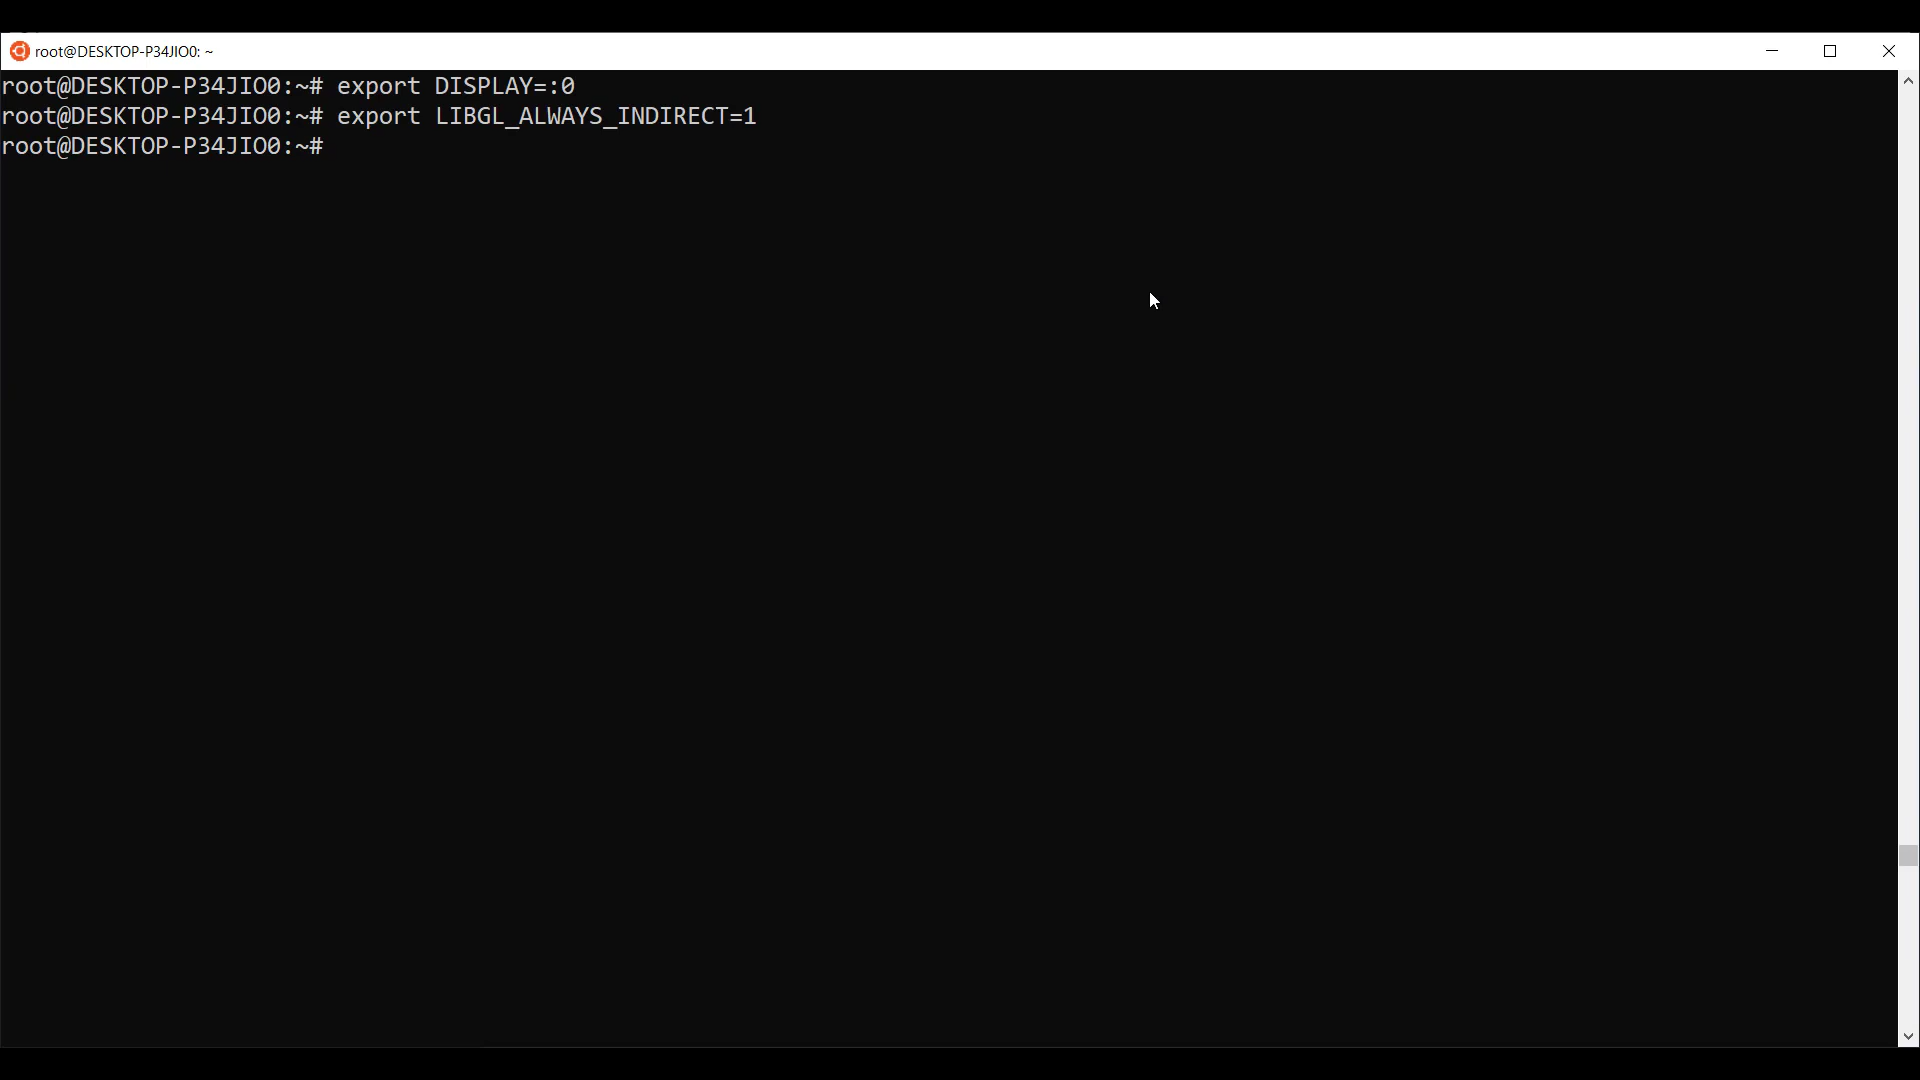 root@DESKTOP-P34JIO0: ~
root@DESKTOP-P34JIO0:~# export DISPLAY=:0
root@DESKTOP-P34JIO0:~# export LIBGL_ALWAYS_INDIRECT=1
root@DESKTOP-P34JIO0:~#